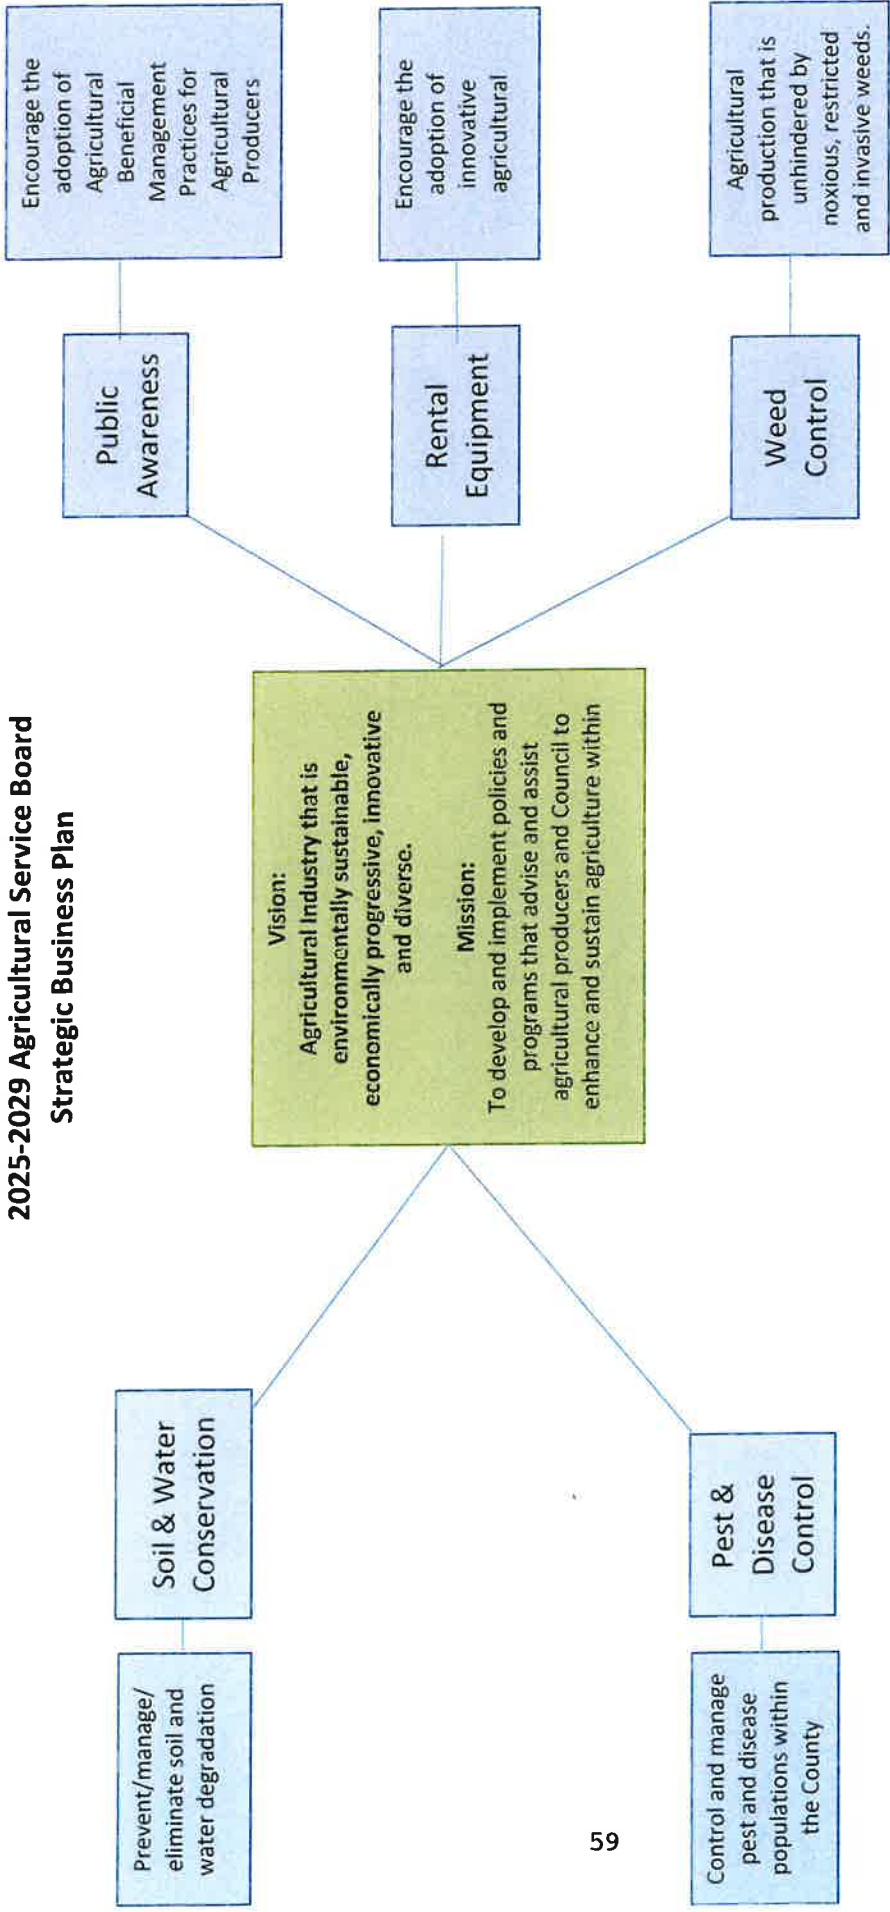 2025-2029 Agricultural Service Board
Strategic Business Plan
Prevent/manage/
eliminate soil and
water degradation
Soil & Water
Conservation
Control and manage
pest and disease
populations within
the County
Pest &
Disease
Control
Vision:
Agricultural Industry that is
environmentally sustainable,
economically progressive, innovative
and diverse.
Mission:
To develop and implement policies and
programs that advise and assist
agricultural producers and Council to
enhance and sustain agriculture within
Public
Awareness
Encourage the
adoption of
Agricultural
Beneficial
Management
Practices for
Agricultural
Producers
Rental
Equipment
Encourage the
adoption of
innovative
agricultural
Weed
Control
Agricultural
production that is
unhindered by
noxious, restricted
and invasive weeds.
59